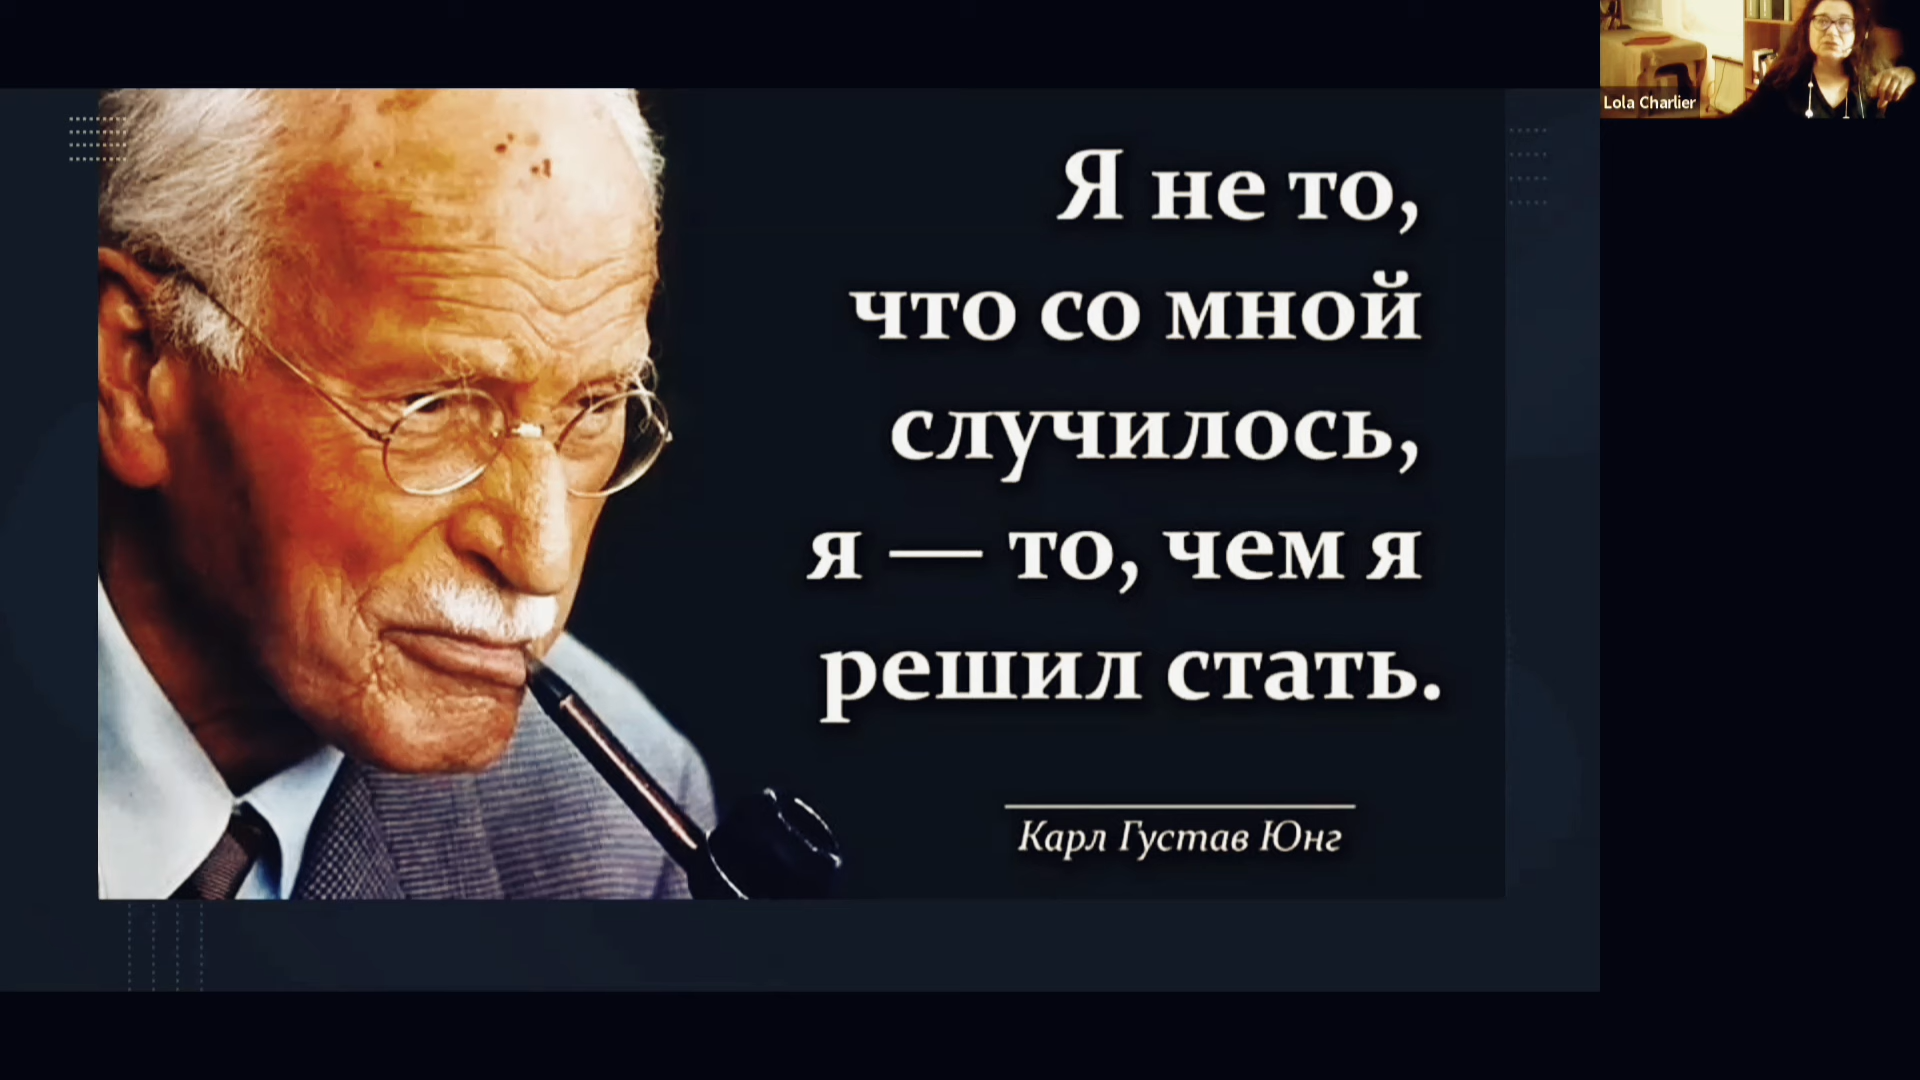 Lola Charlier
Я не то,
что со мной
случилось,
я — то, чем я
решил стать.
Карл Густав Юнг